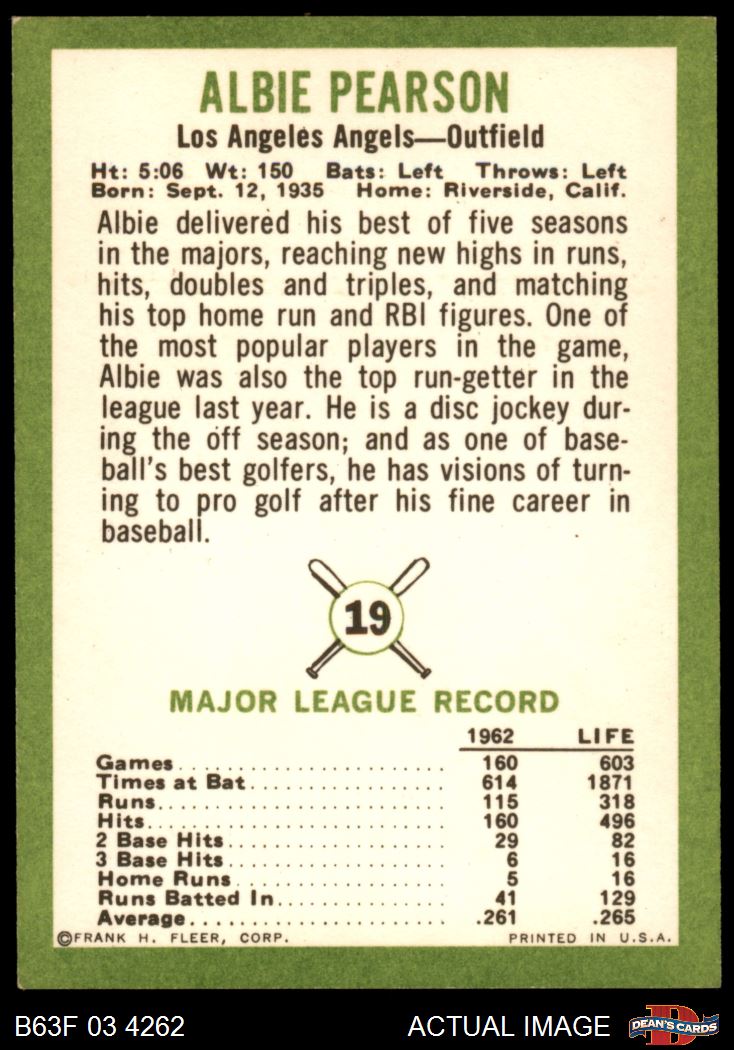 ALBIE PEARSON
Los Angeles Angels—Outfield
Ht: 5:06 Wt: 150 Bats: Left Throws: Left
Born: Sept. 12, 1935 Home: Riverside, Calif.
Albie delivered his best of five seasons
in the majors, reaching new highs in runs,
hits, doubles and triples, and matching
his top home run and RBI figures. One of
the most popular players in the game,
Albie was also the top run-getter in the
league last year. He is a disc jockey dur-
ing the off season; and as one of base-
ball's best golfers, he has visions of turn-
ing to pro golf after his fine career in
baseball.
19
MAJOR LEAGUE RECORD
1962 LIFE
Games 160 603
Times at Bat 614 1871
Runs 115 318
Hits 160 496
2 Base Hits 29 82
3 Base Hits 6 16
Home Runs 5 16
Runs Batted In 41 129
Average .261 .265
©FRANK H. FLEER, CORP. PRINTED IN U.S.A.
B63F 03 4262 ACTUAL IMAGE
D
DEAN'S CARDS